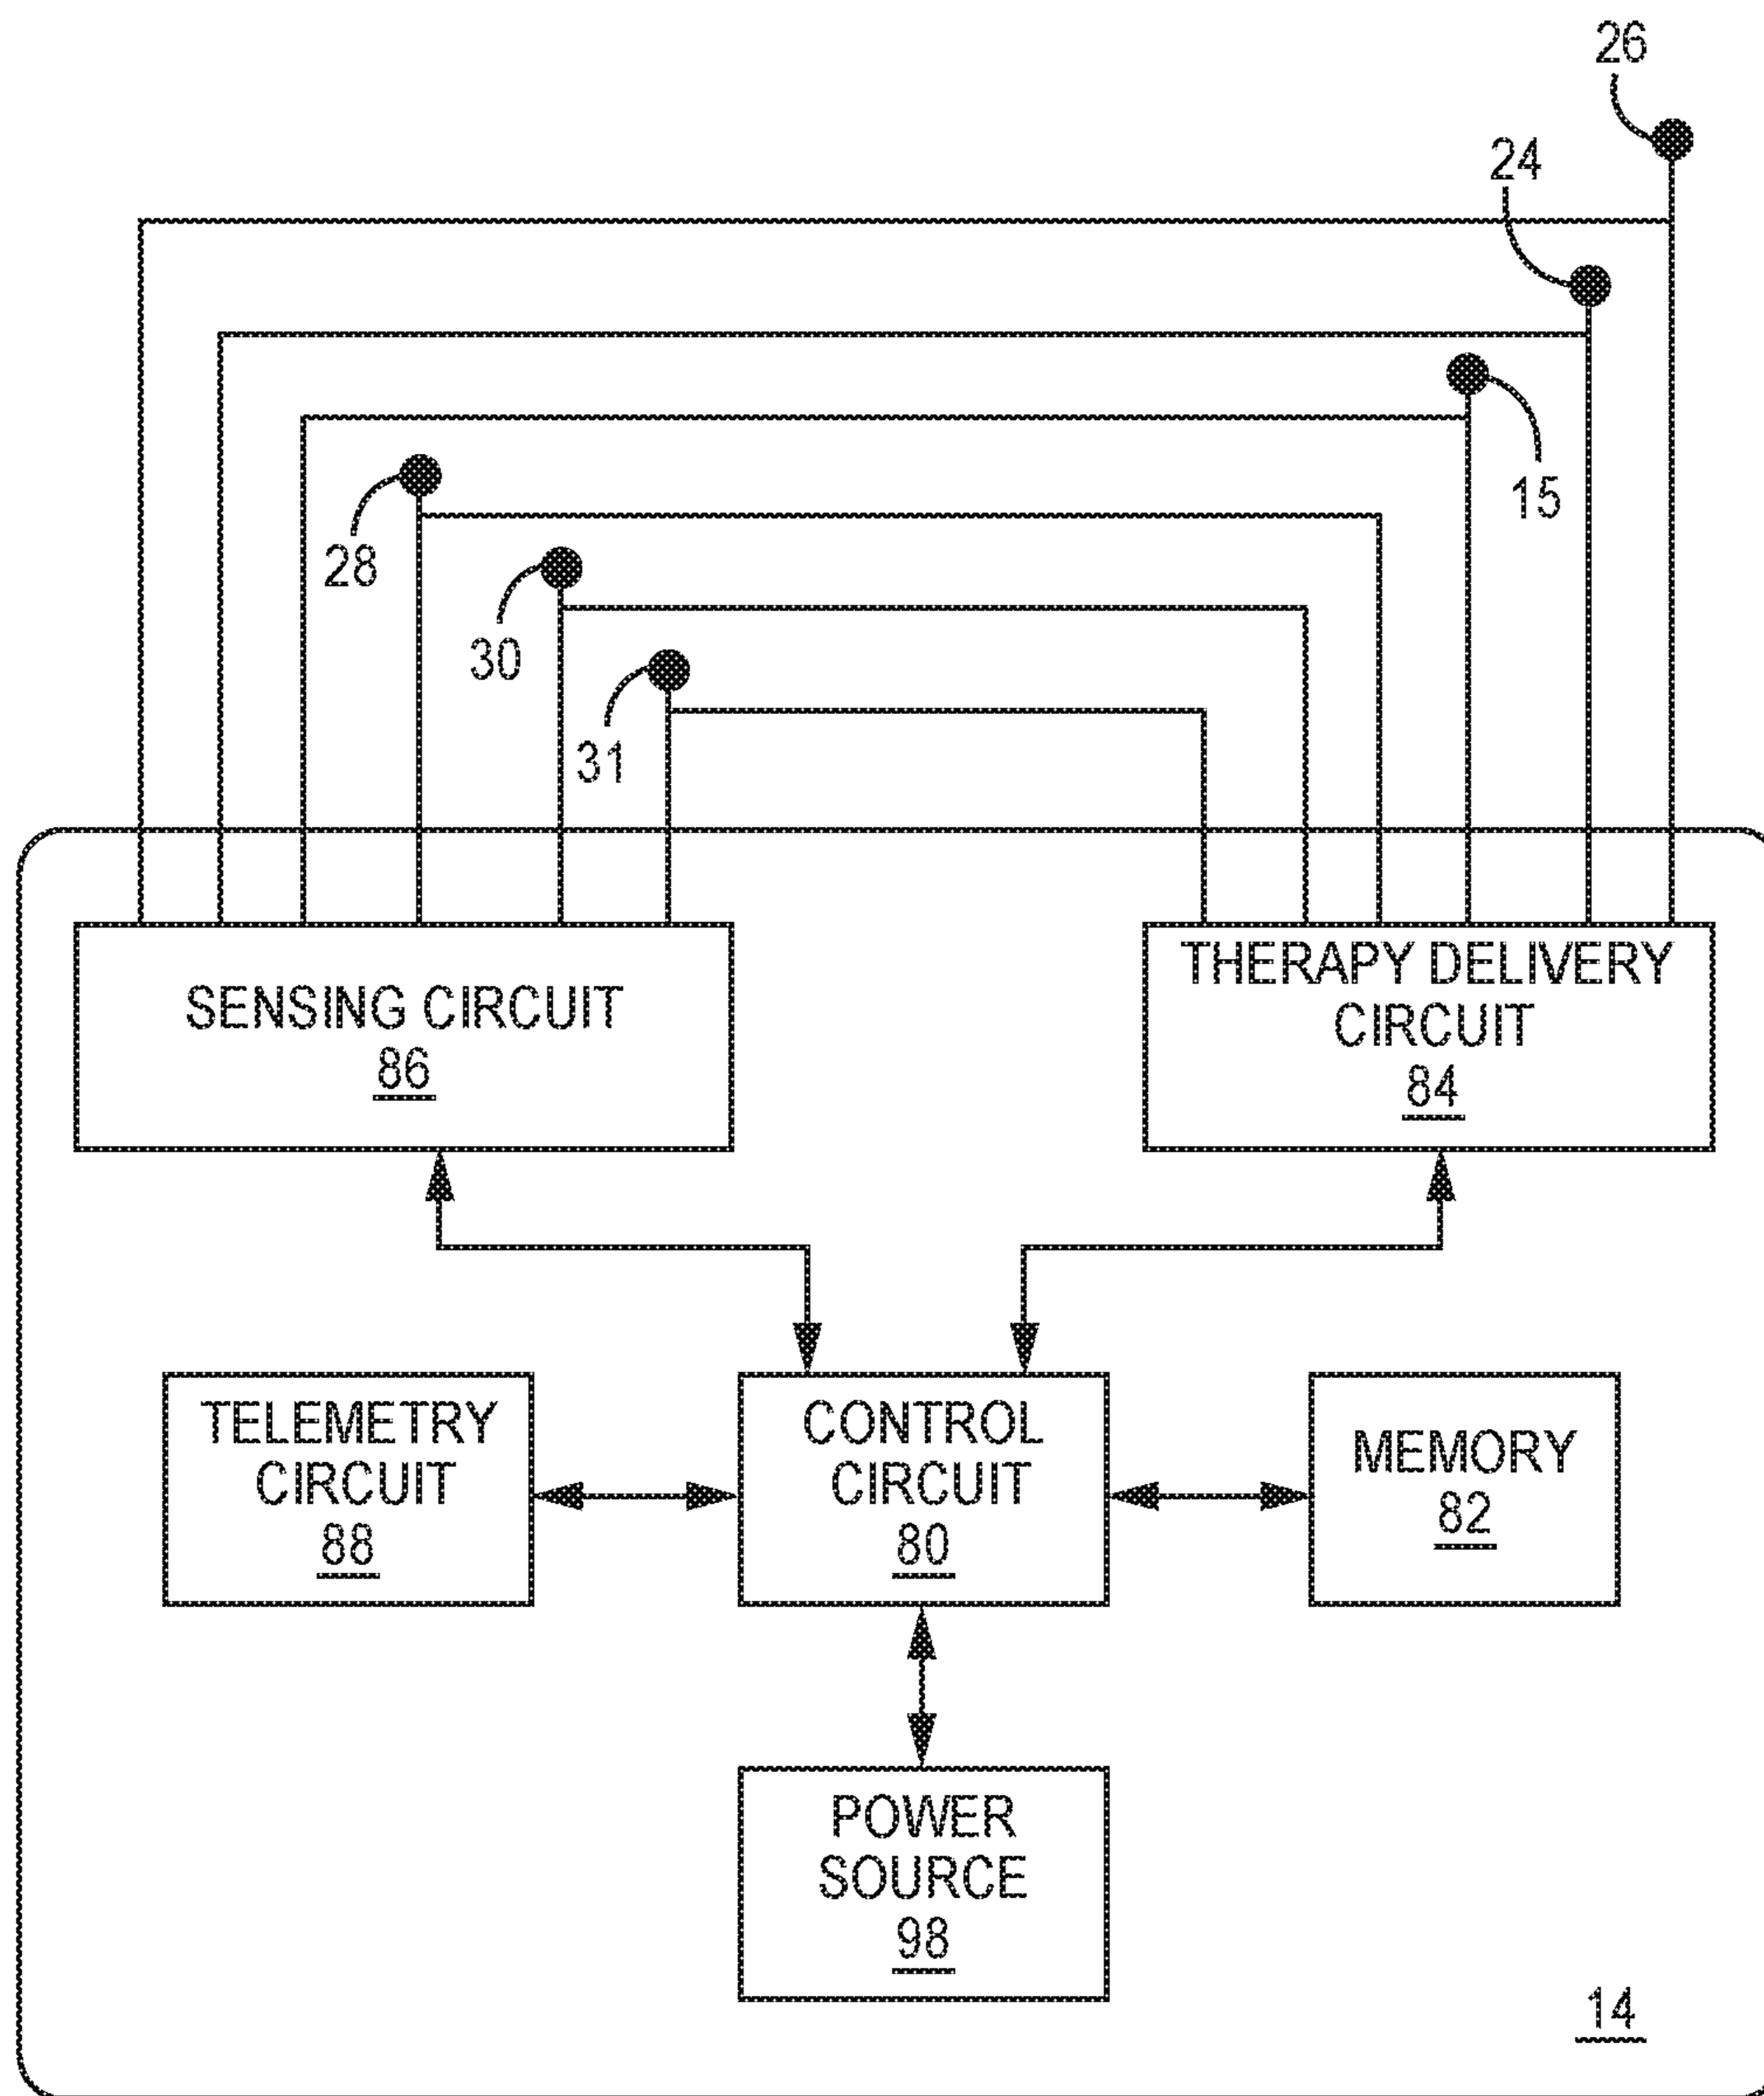 26
24
15
28
30
31
SENSING CIRCUIT
86
THERAPY DELIVERY
CIRCUIT
84
TELEMETRY
CIRCUIT
88
CONTROL
CIRCUIT
80
MEMORY
82
POWER
SOURCE
98
14